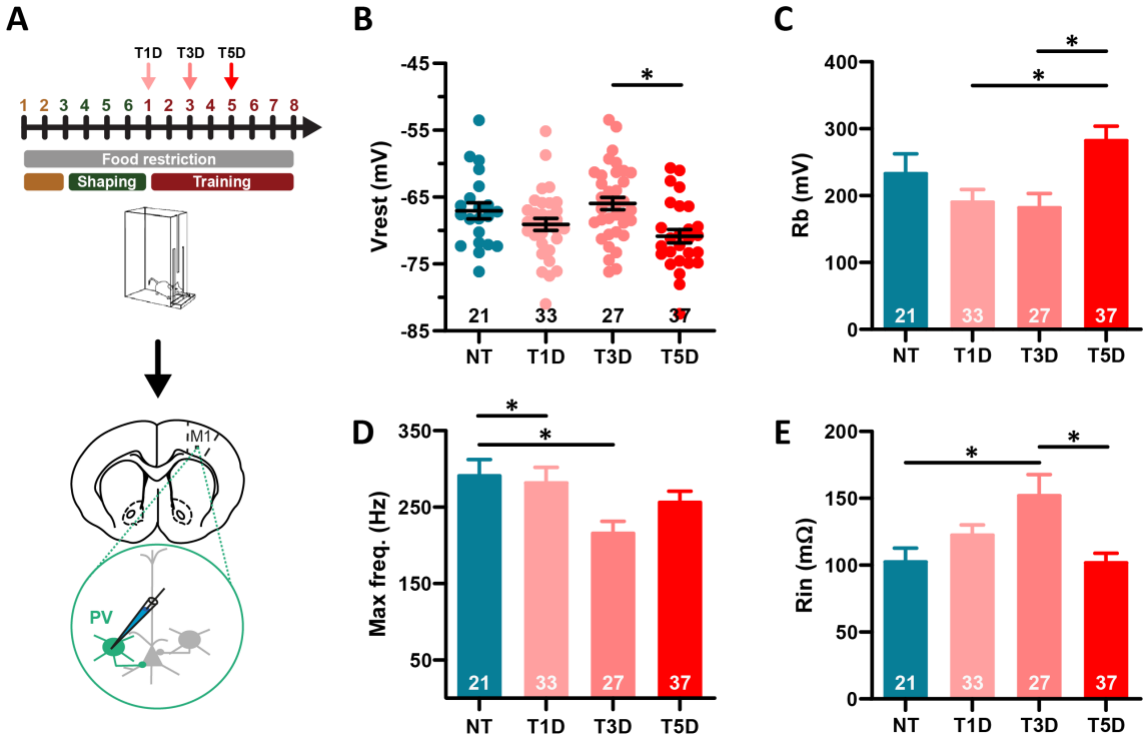 A
T1D T3D T5D
1 2 3 4 5 6 1 2 3 4 5 6 7 8
Food restriction
Shaping Training
M1
PV
B
Vrest (mV)
-45
-55
-65
-75
-85
*
21 33 27 37
NT T1D T3D T5D
C
Rb (mV)
400
300
200
100
0
*
*
21 33 27 37
NT T1D T3D T5D
D
Max freq. (Hz)
350
250
150
50
*
*
21 33 27 37
NT T1D T3D T5D
E
Rin (mΩ)
200
150
100
50
0
*
*
21 33 27 37
NT T1D T3D T5D